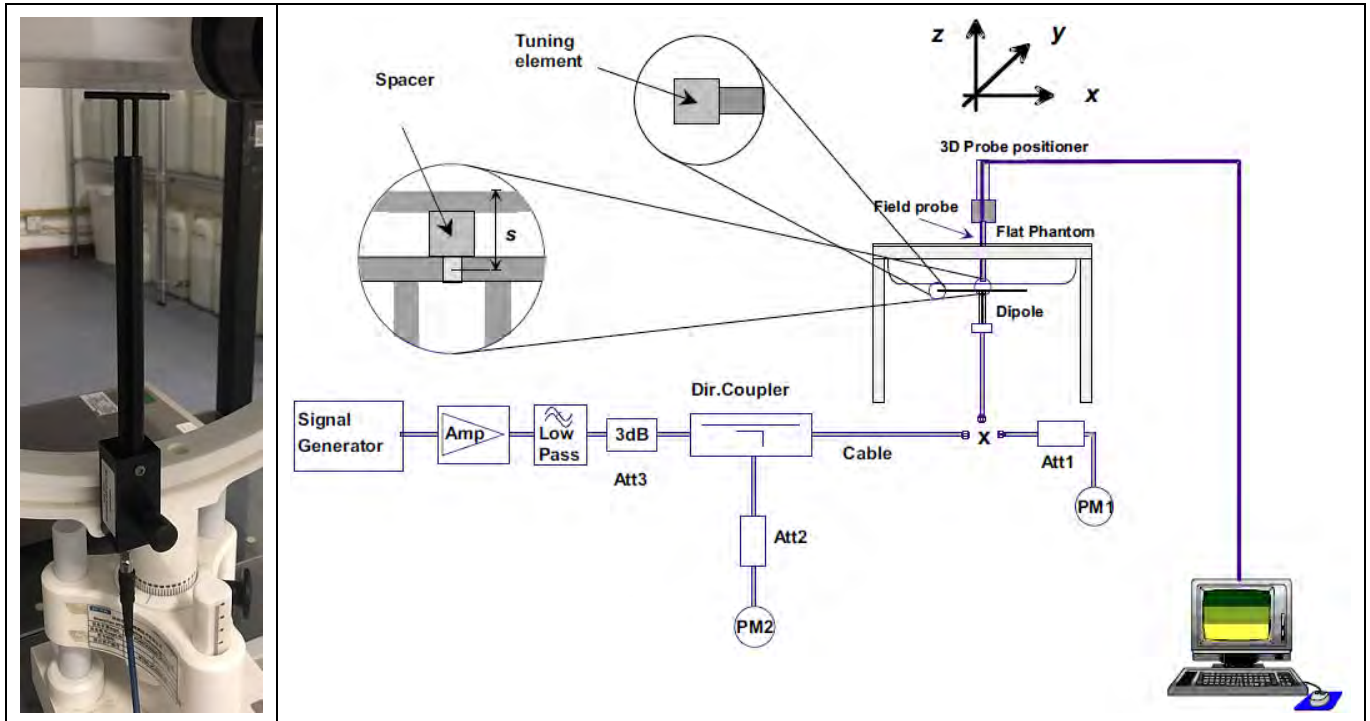 Tuning
element
Spacer
s
z
y
x
3D Probe positioner
Field probe
Flat Phantom
Dipole
Dir.Coupler
Signal
Generator
Amp
Low
Pass
3dB
Att3
Cable
x
Att1
PM1
Att2
PM2